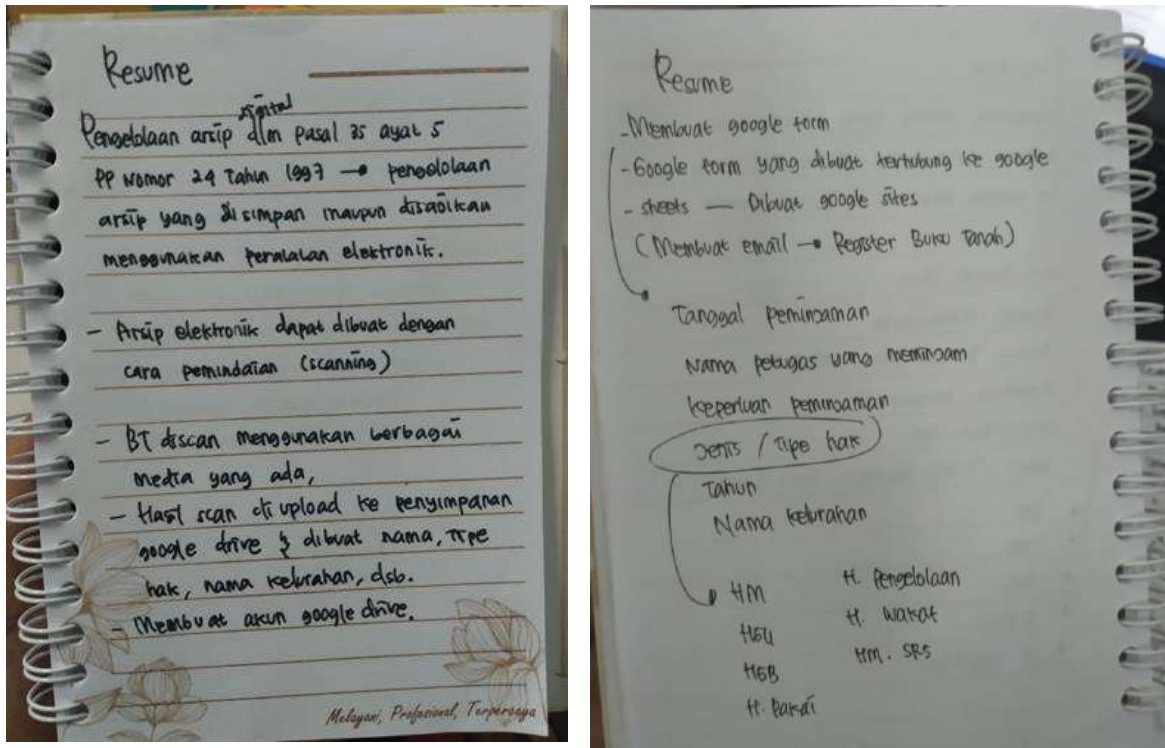 Resume
Pengelolaan arsip digital dlm pasal 35 ayat 5
PP Nomor 24 Tahun 1997 → pengelolaan
arsip yang disimpan maupun disajikan
menggunakan peralatan elektronik.
- Arsip elektronik dapat dibuat dengan
cara pemindaian (scanning)
- BT discan menggunakan berbagai
media yang ada,
- Hasil scan di upload ke penyimpanan
google drive & dibuat nama, Tipe
hak, nama kelurahan, dsb.
- Membuat akun google drive.
Melayani, Profesional, Terpercaya
Resume
- Membuat google form
- Google form yang dibuat terhubung ke google
- sheets — Dibuat google sites
(Membuat email → Register Buku Tanah)
Tanggal peminjaman
Nama petugas yang meminjam
Keperluan peminjaman
Jenis / Tipe hak
Tahun
Nama kelurahan
HM
HGU
HGB
H. Pakai
H. Pengelolaan
H. Wakaf
HM. SRS